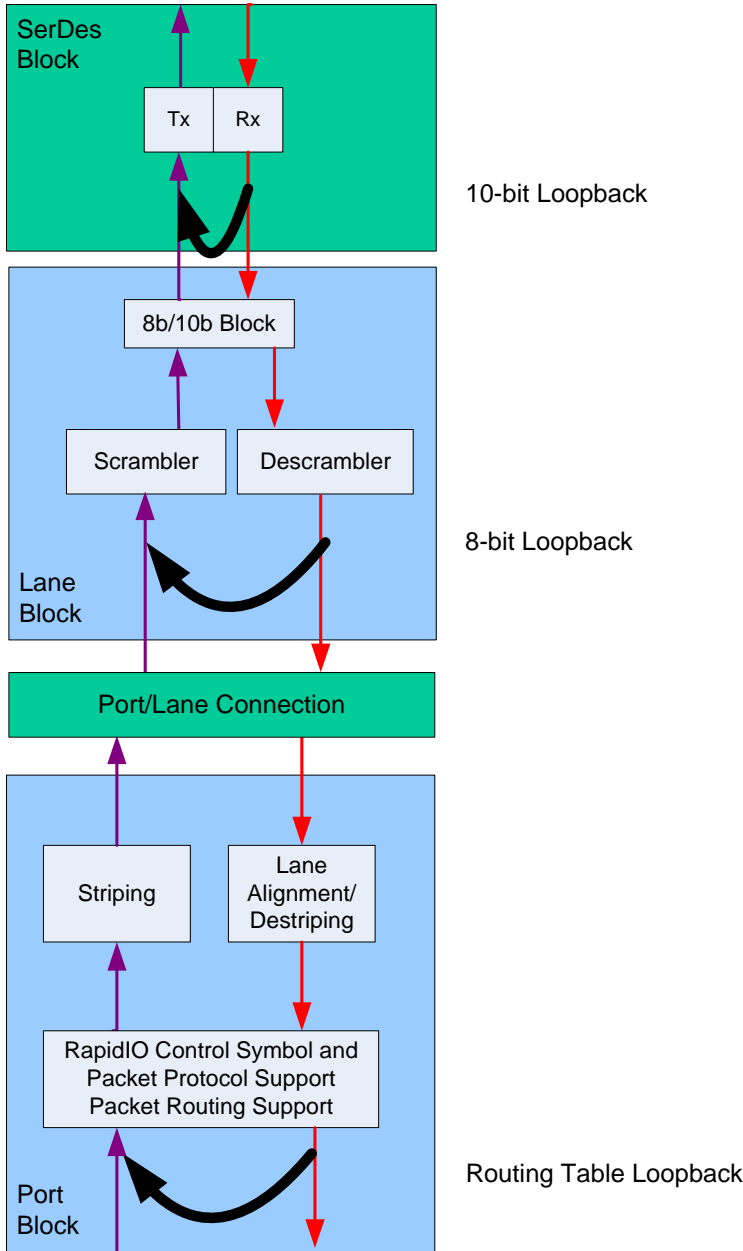 SerDes
Block
Tx
Rx
10-bit Loopback
8b/10b Block
Scrambler
Descrambler
8-bit Loopback
Lane
Block
Port/Lane Connection
Striping
Lane
Alignment/
Destriping
RapidIO Control Symbol and
Packet Protocol Support
Packet Routing Support
Routing Table Loopback
Port
Block